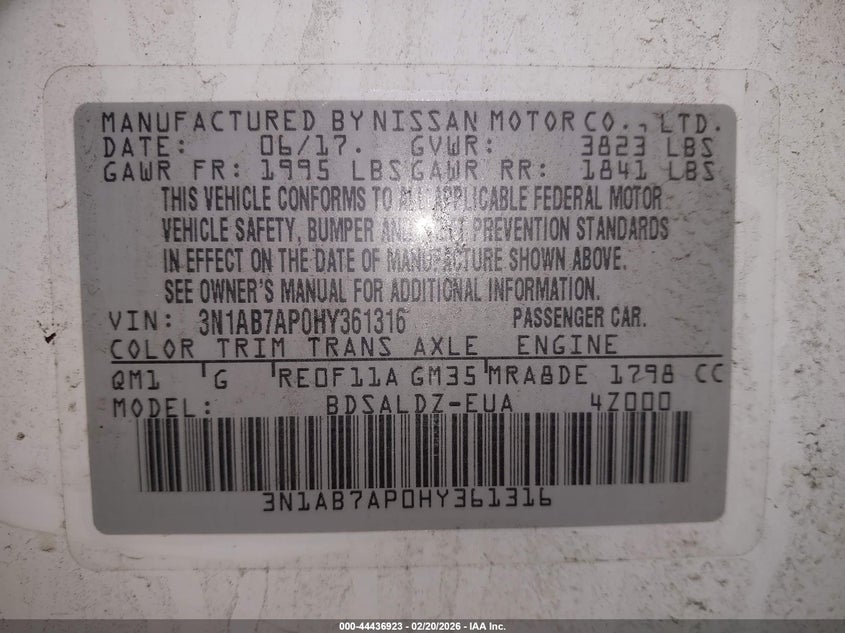 MANUFACTURED BY NISSAN MOTOR CO., LTD.
DATE: 06/17. GVWR: 3823 LBS
GAWR FR: 1995 LBS GAWR RR: 1841 LBS
THIS VEHICLE CONFORMS TO ALL APPLICABLE FEDERAL MOTOR
VEHICLE SAFETY, BUMPER AND THEFT PREVENTION STANDARDS
IN EFFECT ON THE DATE OF MANUFACTURE SHOWN ABOVE.
SEE OWNER'S MANUAL FOR ADDITIONAL INFORMATION.
VIN: 3N1AB7AP0HY361316 PASSENGER CAR.
COLOR TRIM TRANS AXLE ENGINE
QM1 G RE0F11A GM35 MRA8DE 1798 CC
MODEL: BDSALDZ-EUA 4Z000
3N1AB7AP0HY361316
000-44436923 | 02/20/2026 - IAA Inc.